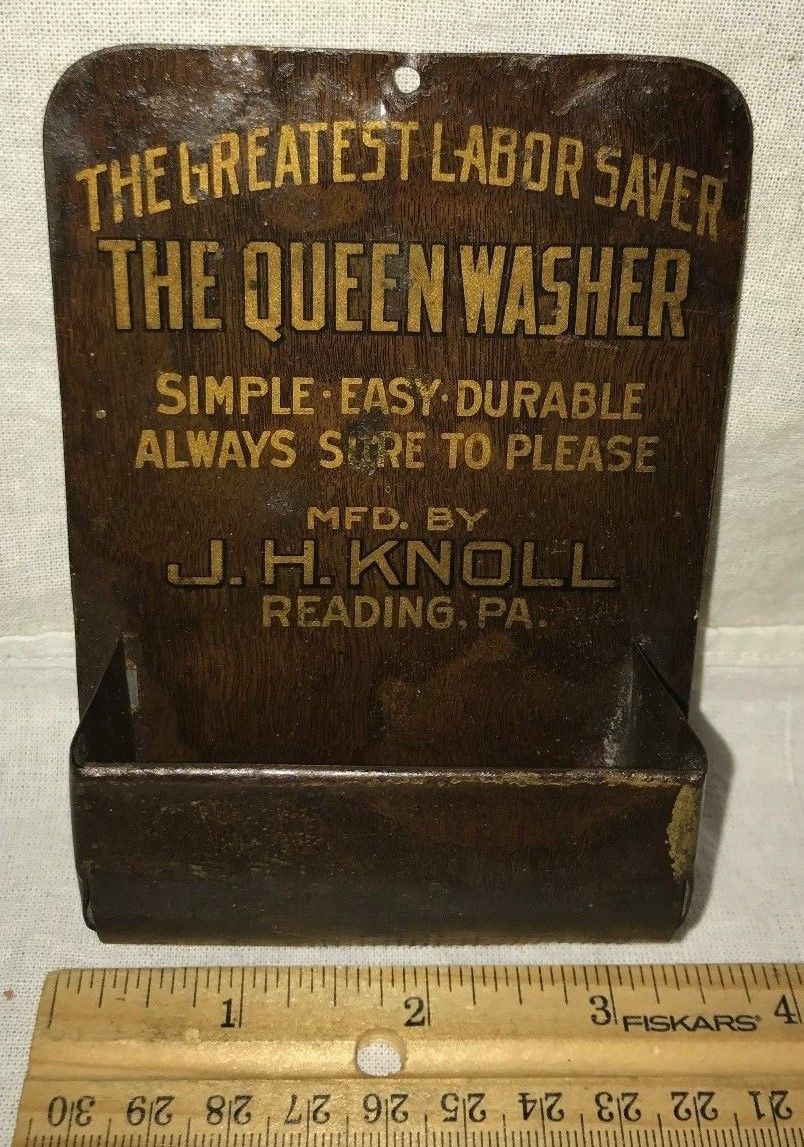 THE GREATEST LABOR SAVER
THE QUEEN WASHER
SIMPLE · EASY · DURABLE
ALWAYS SURE TO PLEASE
MFD. BY
J. H. KNOLL
READING, PA.
1 2 3 FISKARS® 4
30 29 28 27 26 25 24 23 22 21